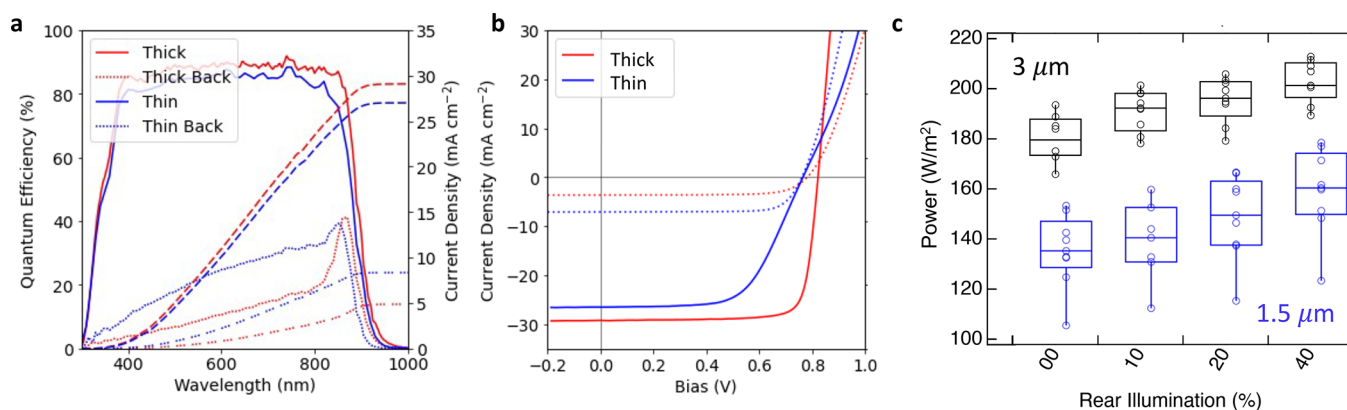 a
Quantum Efficiency (%)
100
80
60
40
20
0
Thick
Thick Back
Thin
Thin Back
35
30
25
20
15
10
5
0
Current Density (mA cm⁻²)
400
600
800
1000
Wavelength (nm)
b
Current Density (mA cm⁻²)
30
20
10
0
−10
−20
−30
Thick
Thin
−0.2
0.0
0.2
0.4
0.6
0.8
1.0
Bias (V)
c
Power (W/m²)
220
200
180
160
140
120
100
3 μm
1.5 μm
00
10
20
40
Rear Illumination (%)